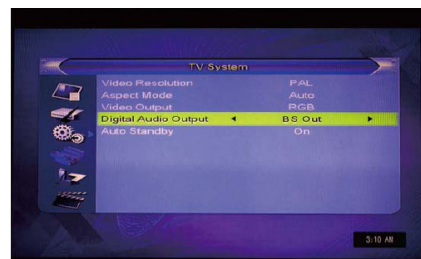 TV System
Video Resolution PAL
Aspect Mode Auto
Video Output RGB
Digital Audio Output BS Out
Auto Standby On
3:10 AM